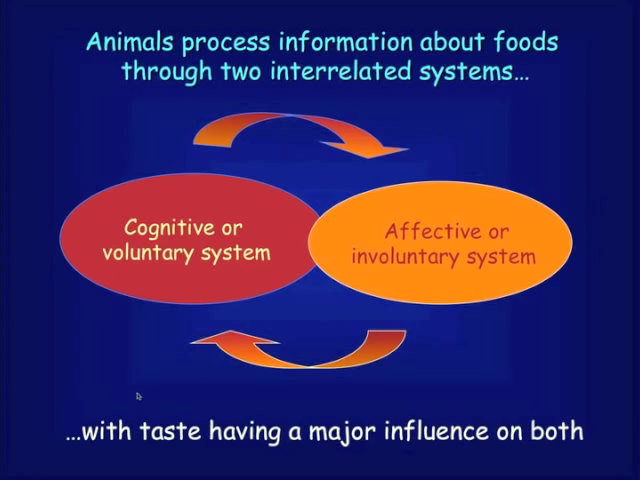 Animals process information about foods
through two interrelated systems…
Cognitive or
voluntary system
Affective or
involuntary system
…with taste having a major influence on both